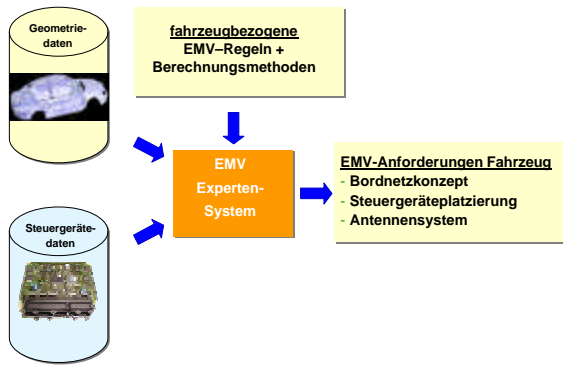 Geometrie-
daten
fahrzeugbezogene
EMV–Regeln +
Berechnungsmethoden
EMV
Experten-
System
EMV-Anforderungen Fahrzeug
- Bordnetzkonzept
- Steuergeräteplatzierung
- Antennensystem
Steuergeräte-
daten